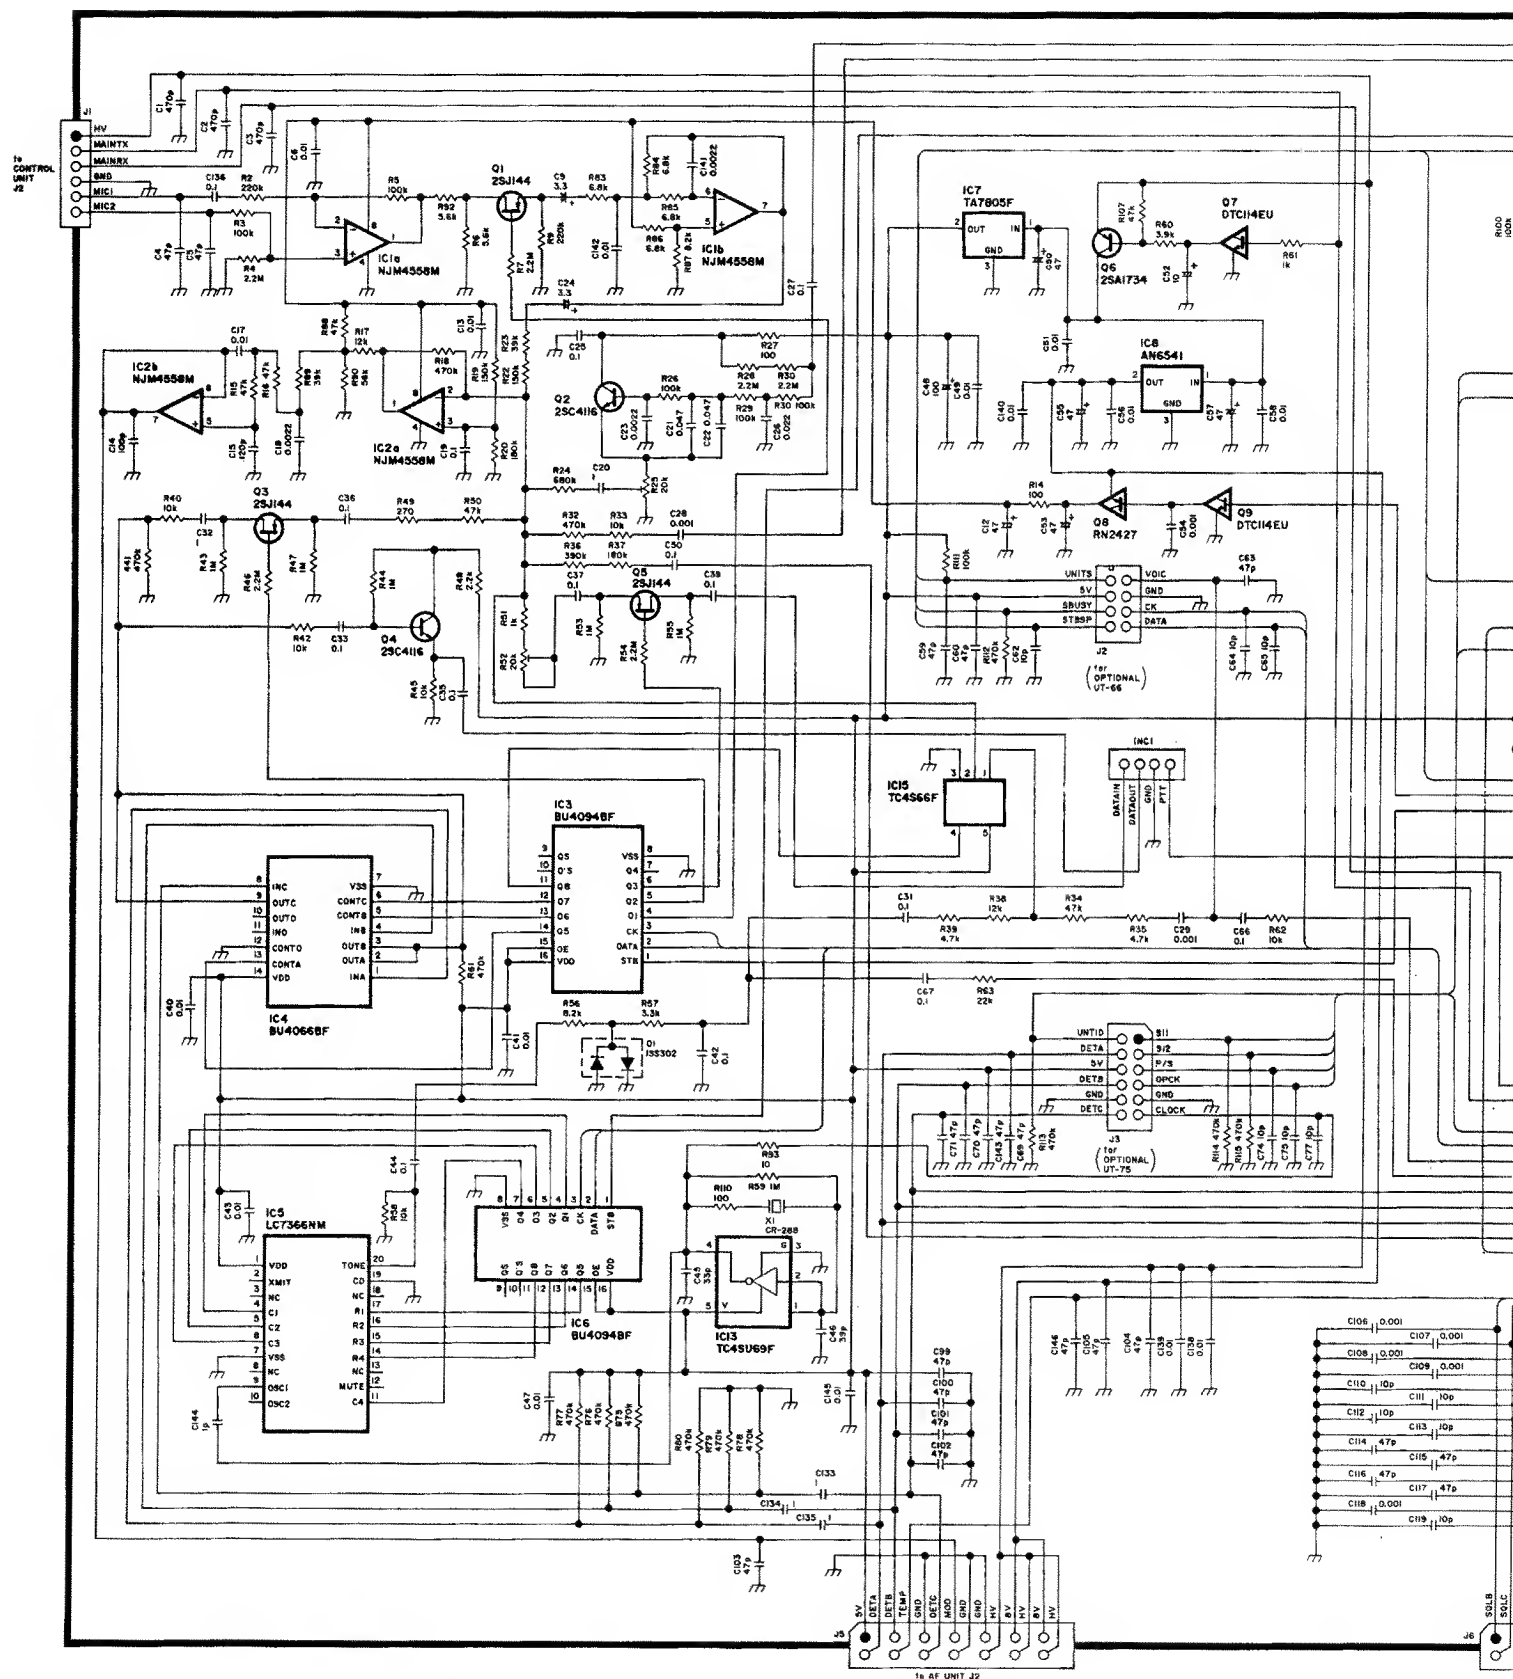 to
CONTROL
UNIT
J2
J1
HV
MAINTX
MAINRX
GND
MIC1
MIC2
C1
470p
C2
470p
C3
470p
C6
0.01
C136
0.1
R2
220k
R3
100k
R4
2.2M
C4
47p
C5
47p
R5
100k
IC1a
NJM4558M
R92
5.6k
R6
5.6k
Q1
2SJ144
R7
2.2M
R9
220k
C9
3.3
R83
6.8k
C142
0.01
R84
6.8k
C141
0.0022
R85
6.8k
R86
6.8k
R87 8.2k
IC1b
NJM4558M
C24
3.3
C27
0.1
IC7
TA7805F
OUT
IN
GND
C50
47
R107
47k
Q6
2SA1734
R60
3.9k
C52
10
Q7
DTC114EU
R61
1k
R100
100k
C17
0.01
IC2b
NJM4558M
R15
47k
R16 47k
C14
100p
C15
120p
C18
0.0022
R89
39k
R88
47k
R17
12k
R90
56k
R18
470k
IC2a
NJM4558M
C13
0.01
R19
150k
R20
180k
C19
0.1
R23
39k
R22
150k
C25
0.1
Q2
2SC4116
R26
100k
C23
0.0022
C21
0.047
C22 0.047
R27
100
R28
2.2M
R30
2.2M
R29
100k
R30 100k
C26
0.022
C48
100
C49
0.01
C51
0.01
IC8
AN6541
OUT
IN
GND
C140
0.01
C55
47
C56
0.01
C57
47
C58
0.01
R24
680k
C20
1
R25
20k
R40
10k
C32
1
Q3
2SJ144
R41
470k
R43
1M
R46
2.2M
R47
1M
C36
0.1
R49
270
R50
47k
R32
470k
R33
10k
C28
0.001
R36
390k
R37
180k
C30
0.1
R14
100
C12
47
C53
47
Q8
RN2427
C54
0.001
Q9
DTC114EU
R44
1M
R48
2.2k
R42
10k
C33
0.1
Q4
2SC4116
R45
10k
C35
0.1
R51
1k
R52
20k
C37
0.1
Q5
2SJ144
C39
0.1
R53
1M
R54
2.2M
R55
1M
R111
100k
UNITS
5V
SBUSY
STBSP
VOIC
GND
CK
DATA
J2
(for
OPTIONAL
UT-66)
C63
47p
C59
47p
C60
47p
R112
470k
C62
10p
C64 10p
C65 10p
IC15
TC4S66F
INC1
DATAIN
DATAOUT
GND
PTT
IC3
BU4094BF
QS
Q'S
Q8
Q7
Q6
Q5
OE
VDD
VSS
Q4
Q3
Q2
Q1
CK
DATA
STB
INC
OUTC
OUTD
IND
CONTD
CONTA
VDD
VSS
CONTC
CONTB
INB
OUTB
OUTA
INA
IC4
BU4066BF
C40
0.01
R61
470k
C41
0.01
R56
8.2k
R57
3.3k
D1
1SS302
C42
0.1
C31
0.1
R39
4.7k
R38
12k
R34
47k
R35
4.7k
C29
0.001
C66
0.1
R62
10k
C67
0.1
R63
22k
UNTID
DETA
5V
DETB
GND
DETC
SI1
SI2
P/S
OPCK
GND
CLOCK
J3
(for
OPTIONAL
UT-75)
C71 47p
C70 47p
C143 47p
C69 47p
R113
470k
R114 470k
R115 470k
C74 10p
C75 10p
C77 10p
C44
0.1
C43
0.01
R58
10k
IC5
LC7366NM
VDD
XMIT
NC
C1
C2
C3
VSS
NC
OSC1
OSC2
TONE
CD
NC
R1
R2
R3
R4
NC
MUTE
C4
C144
1p
VSS
Q4
Q3
Q2
Q1
CK
DATA
STB
QS
Q'S
Q8
Q7
Q6
Q5
OE
VDD
IC6
BU4094BF
R93
10
R59 1M
R110
100
X1
CR-288
G
V
IC13
TC4SU69F
C45
33p
C46
39p
C47
0.01
R77
470k
R76
470k
R75
470k
R80
470k
R79
470k
R78
470k
C145
0.01
C99
47p
C100
47p
C101
47p
C102
47p
C133
1
C134
1
C135
1
C103
47p
C146
47p
C105
47p
C104
47p
C139
0.01
C138
0.01
C106 0.001
C107 0.001
C108 0.001
C109 0.001
C110 10p
C111 10p
C112 10p
C113 10p
C114 47p
C115 47p
C116 47p
C117 47p
C118 0.001
C119 10p
5V
DETA
DETB
TEMP
GND
DETC
MOD
GND
GND
HV
8V
HV
8V
HV
J5
to AF UNIT J2
SQLB
SQLC
J6